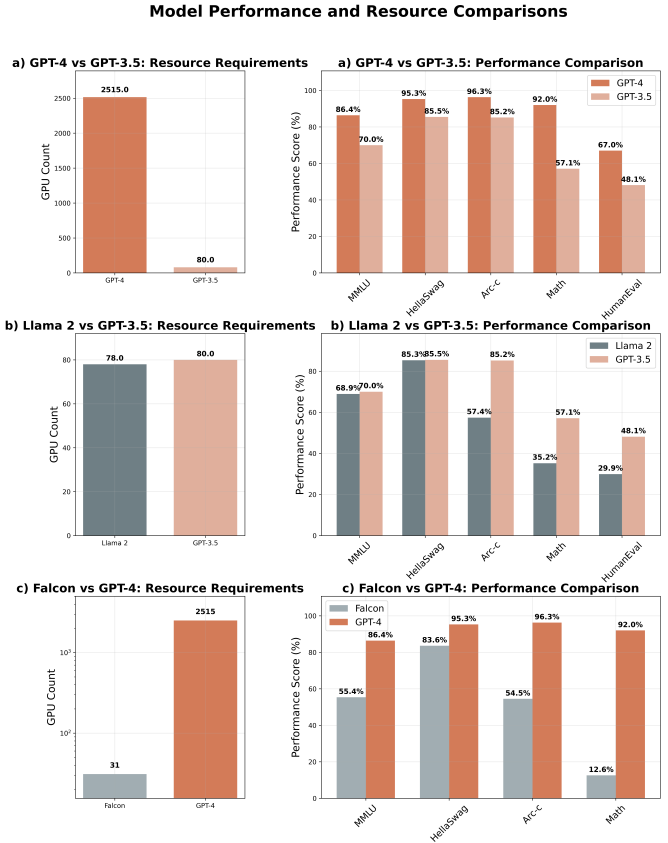 Model Performance and Resource Comparisons
a) GPT-4 vs GPT-3.5: Resource Requirements
GPU Count
2500
2000
1500
1000
500
0
2515.0
80.0
GPT-4
GPT-3.5
a) GPT-4 vs GPT-3.5: Performance Comparison
Performance Score (%)
100
80
60
40
20
0
GPT-4
GPT-3.5
86.4%
70.0%
95.3%
85.5%
96.3%
85.2%
92.0%
57.1%
67.0%
48.1%
MMLU
HellaSwag
Arc-c
Math
HumanEval
b) Llama 2 vs GPT-3.5: Resource Requirements
GPU Count
80
60
40
20
0
78.0
80.0
Llama 2
GPT-3.5
b) Llama 2 vs GPT-3.5: Performance Comparison
Performance Score (%)
80
60
40
20
0
Llama 2
GPT-3.5
68.9%
70.0%
85.3%
85.5%
57.4%
85.2%
35.2%
57.1%
29.9%
48.1%
MMLU
HellaSwag
Arc-c
Math
HumanEval
c) Falcon vs GPT-4: Resource Requirements
GPU Count
10³
10²
31
2515
Falcon
GPT-4
c) Falcon vs GPT-4: Performance Comparison
Performance Score (%)
100
80
60
40
20
0
Falcon
GPT-4
55.4%
86.4%
83.6%
95.3%
54.5%
96.3%
12.6%
92.0%
MMLU
HellaSwag
Arc-c
Math